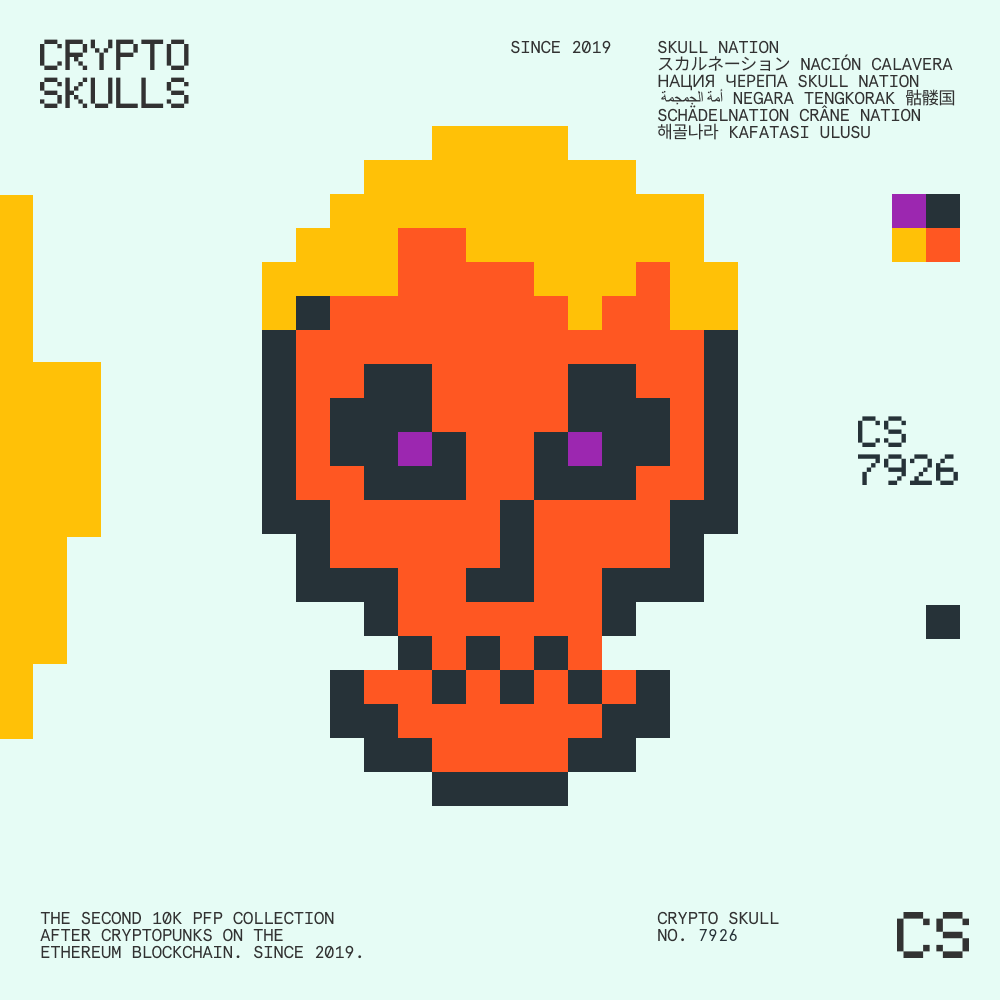 CRYPTO
SKULLS
SINCE 2019
SKULL NATION
スカルネーション NACIÓN CALAVERA
НАЦИЯ ЧЕРЕПА SKULL NATION
أمة الجمجمة NEGARA TENGKORAK 骷髅国
SCHÄDELNATION CRÂNE NATION
해골나라 KAFATASI ULUSU
CS
7926
THE SECOND 10K PFP COLLECTION
AFTER CRYPTOPUNKS ON THE
ETHEREUM BLOCKCHAIN. SINCE 2019.
CRYPTO SKULL
NO. 7926
CS